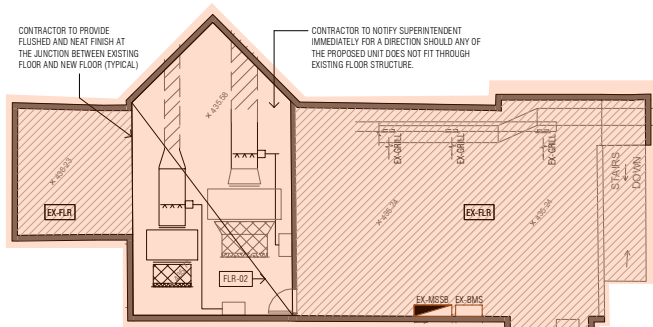 CONTRACTOR TO PROVIDE
FLUSHED AND NEAT FINISH AT
THE JUNCTION BETWEEN EXISTING
FLOOR AND NEW FLOOR (TYPICAL)
CONTRACTOR TO NOTIFY SUPERINTENDENT
IMMEDIATELY FOR A DIRECTION SHOULD ANY OF
THE PROPOSED UNIT DOES NOT FIT THROUGH
EXISTING FLOOR STRUCTURE.
435.58
EX-GRILL
EX-GRILL
EX-GRILL
STAIRS
DOWN
EX-FLR
EX-FLR
FLR-02
EX-MSSB
EX-BMS